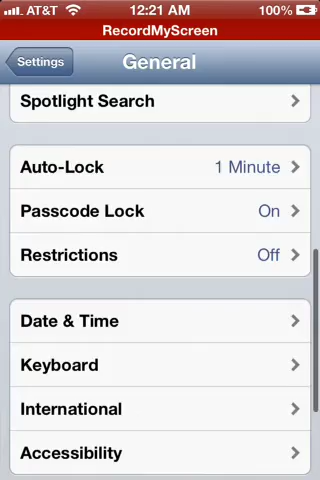 AT&T 12:21 AM 100%
RecordMyScreen
Settings General
Spotlight Search
Auto-Lock 1 Minute
Passcode Lock On
Restrictions Off
Date & Time
Keyboard
International
Accessibility